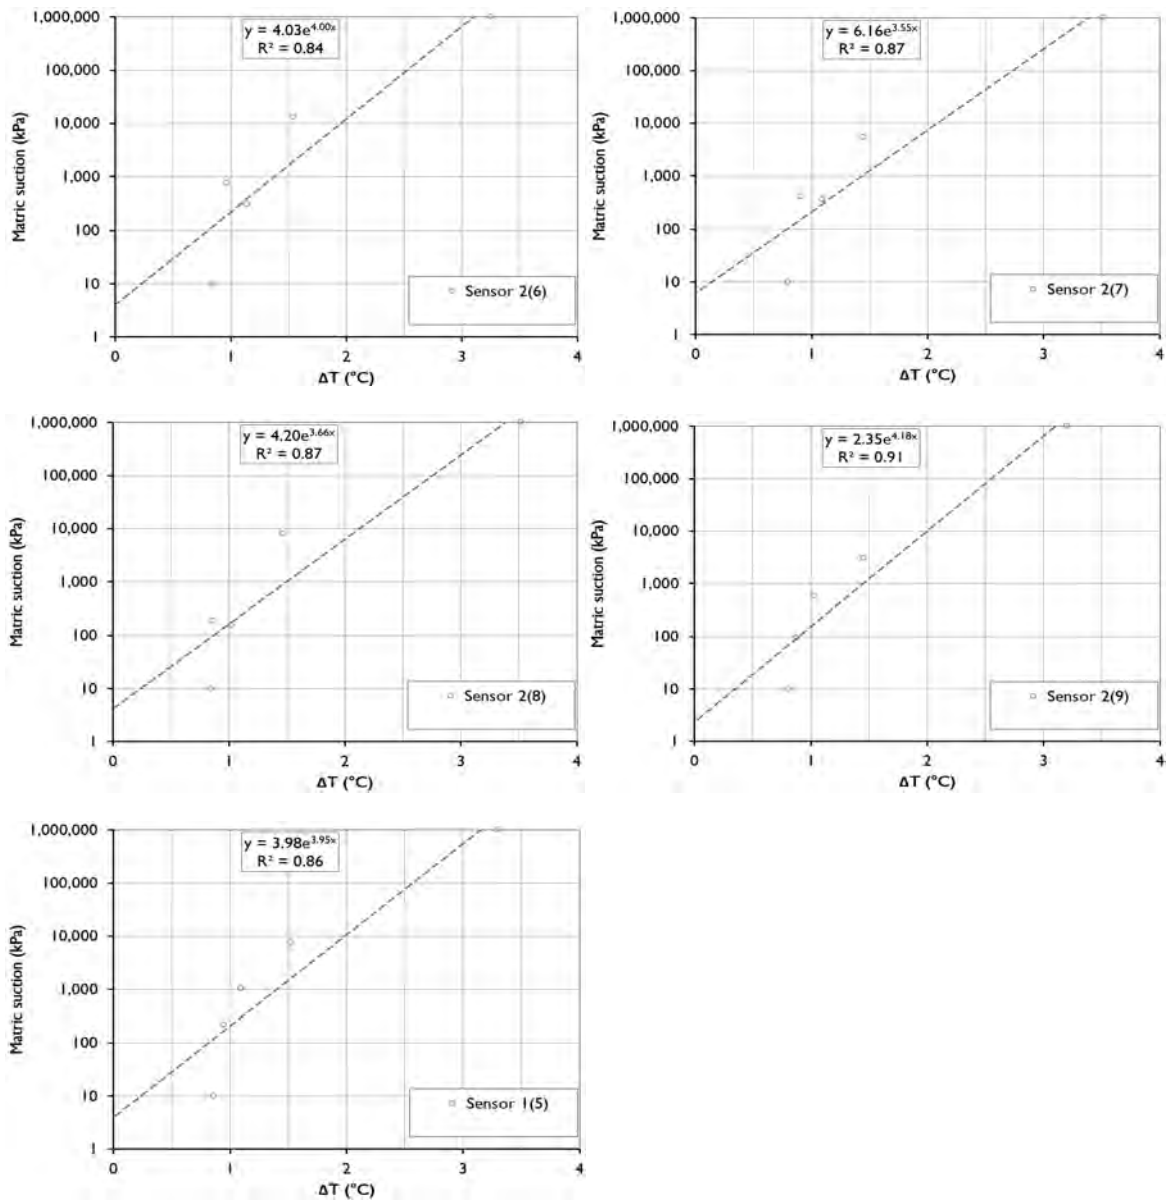 1,000,000
100,000
10,000
1,000
100
10
1
Matric suction (kPa)
y = 4.03e^4.00x
R² = 0.84
Sensor 2(6)
0 1 2 3 4
ΔT (°C)
1,000,000
100,000
10,000
1,000
100
10
1
Matric suction (kPa)
y = 6.16e^3.55x
R² = 0.87
Sensor 2(7)
0 1 2 3 4
ΔT (°C)
1,000,000
100,000
10,000
1,000
100
10
1
Matric suction (kPa)
y = 4.20e^3.66x
R² = 0.87
Sensor 2(8)
0 1 2 3 4
ΔT (°C)
1,000,000
100,000
10,000
1,000
100
10
1
Matric suction (kPa)
y = 2.35e^4.18x
R² = 0.91
Sensor 2(9)
0 1 2 3 4
ΔT (°C)
1,000,000
100,000
10,000
1,000
100
10
1
Matric suction (kPa)
y = 3.98e^3.95x
R² = 0.86
Sensor 1(5)
0 1 2 3 4
ΔT (°C)